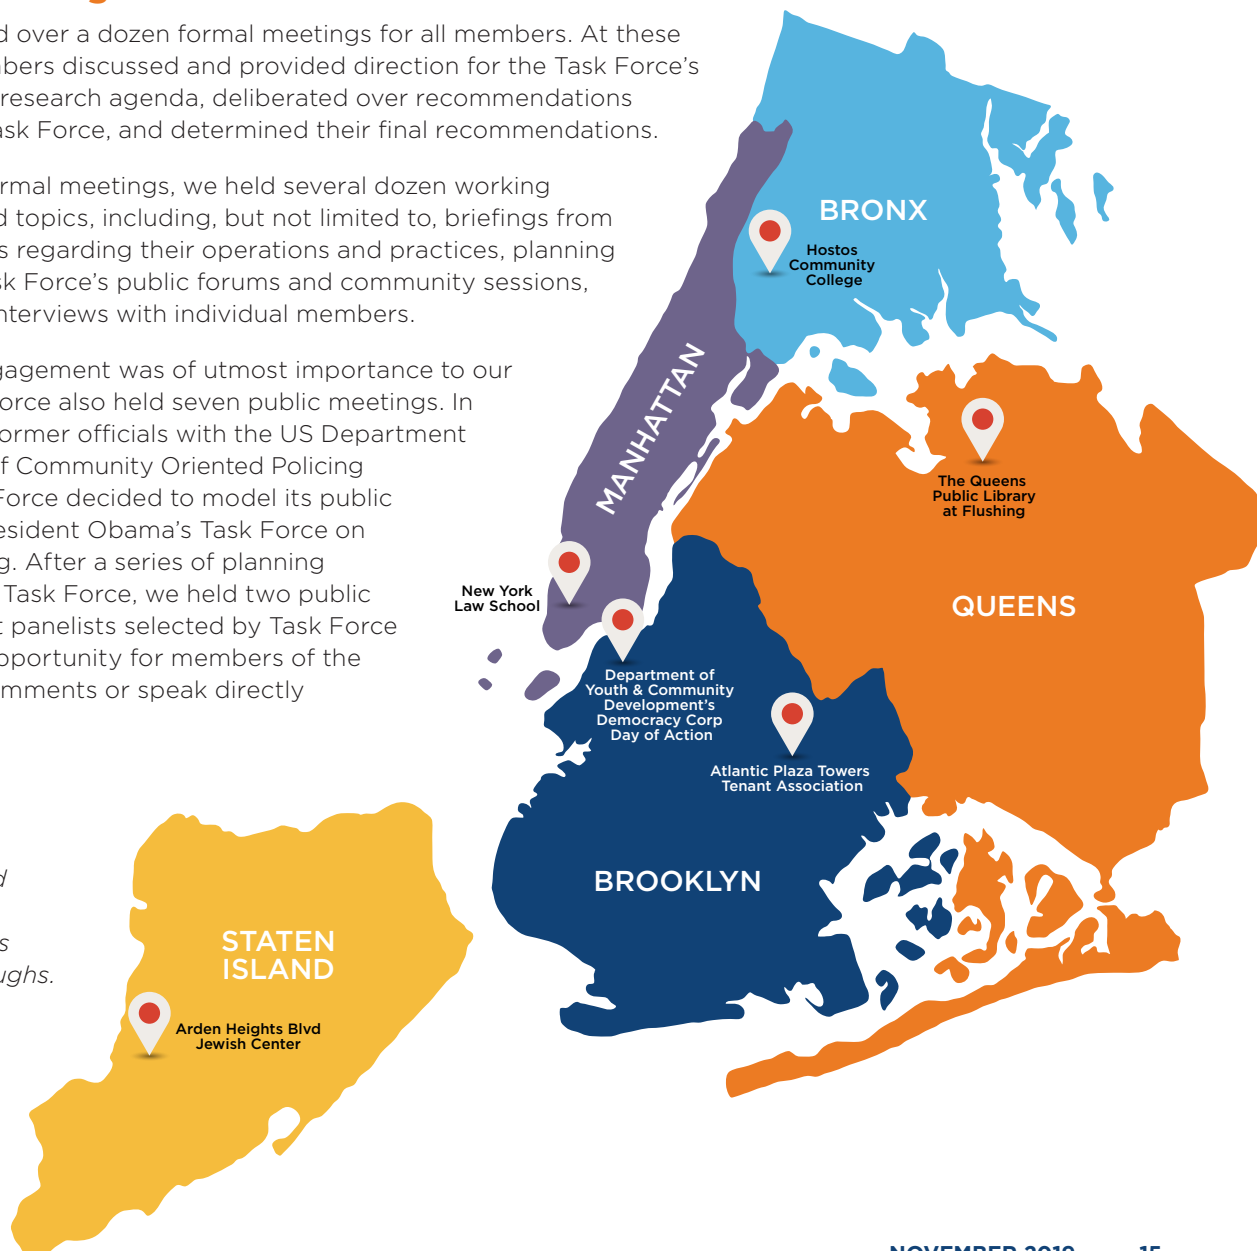 d over a dozen formal meetings for all members. At these
bers discussed and provided direction for the Task Force’s
research agenda, deliberated over recommendations
ask Force, and determined their final recommendations.
rmal meetings, we held several dozen working
d topics, including, but not limited to, briefings from
s regarding their operations and practices, planning
sk Force’s public forums and community sessions,
nterviews with individual members.
gagement was of utmost importance to our
orce also held seven public meetings. In
ormer officials with the US Department
f Community Oriented Policing
Force decided to model its public
esident Obama’s Task Force on
g. After a series of planning
Task Force, we held two public
t panelists selected by Task Force
pportunity for members of the
omments or speak directly
d
s
ughs.
BRONX
Hostos
Community
College
MANHATTAN
The Queens
Public Library
at Flushing
New York
Law School
QUEENS
Department of
Youth & Community
Development’s
Democracy Corp
Day of Action
Atlantic Plaza Towers
Tenant Association
BROOKLYN
STATEN
ISLAND
Arden Heights Blvd
Jewish Center